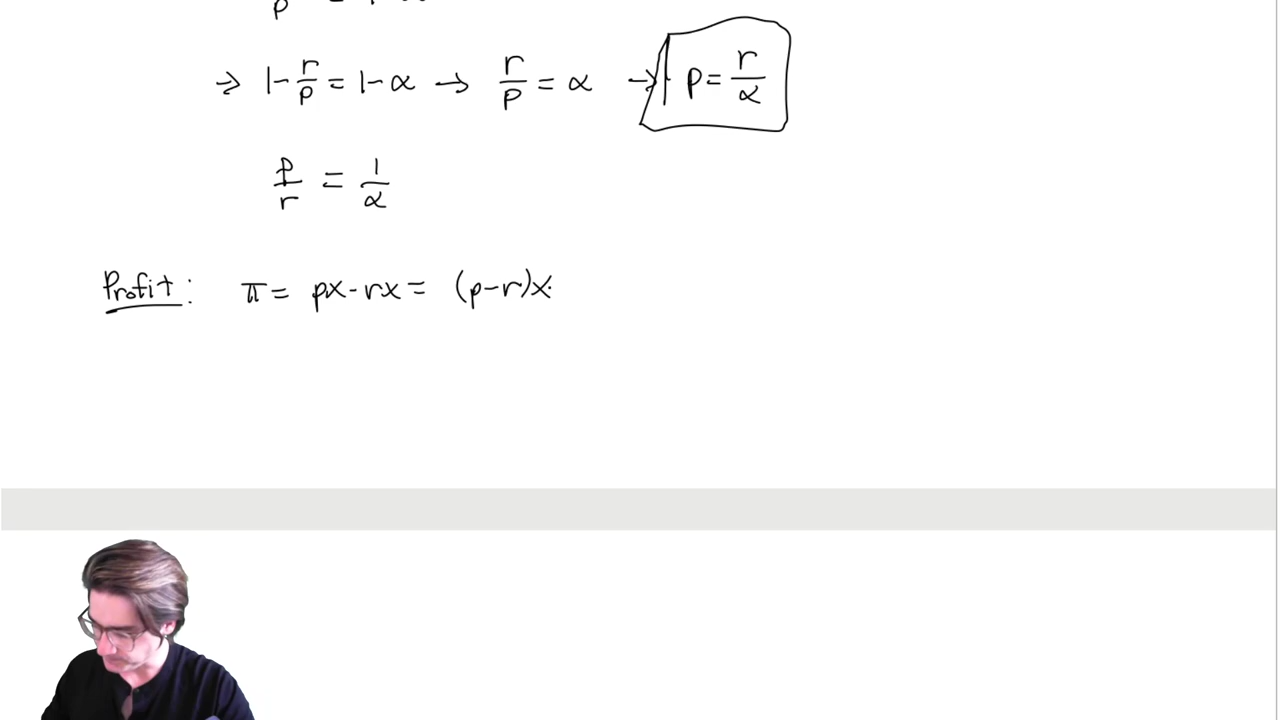 ⇒ 1 - r/p = 1 - α → r/p = α → p = r/α
p/r = 1/α
Profit: π = px - rx = (p-r)x